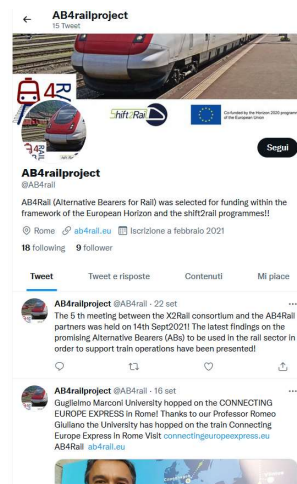 AB4railproject
15 Tweet
4R
Shift2Rail
Co-funded by the Horizon 2020 programme
of the European Union
Segui
AB4railproject
@AB4rail
AB4Rail (Alternative Bearers for Rail) was selected for funding within the
framework of the European Horizon and the shift2rail programmes!!
Rome ab4rail.eu Iscrizione a febbraio 2021
18 following 9 follower
Tweet Tweet e risposte Contenuti Mi piace
AB4railproject @AB4rail · 22 set
The 5 th meeting between the X2Rail consortium and the AB4Rail
partners was held on 14th Sept2021! The latest findings on the
promising Alternative Bearers (ABs) to be used in the rail sector in
order to support train operations have been presented!
AB4railproject @AB4rail · 16 set
Guglielmo Marconi University hopped on the CONNECTING
EUROPE EXPRESS in Rome! Thanks to our Professor Romeo
Giuliano the University has hopped on the train Connecting
Europe Express in Rome Visit connectingeuropeexpress.eu
AB4Rail ab4rail.eu